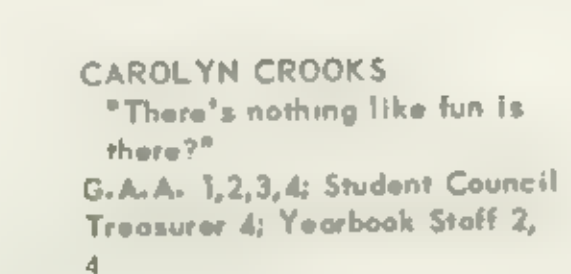 CAROLYN CROOKS
"There's nothing like fun is
there?"
G.A.A. 1,2,3,4; Student Council
Treasurer 4; Yearbook Staff 2,
4